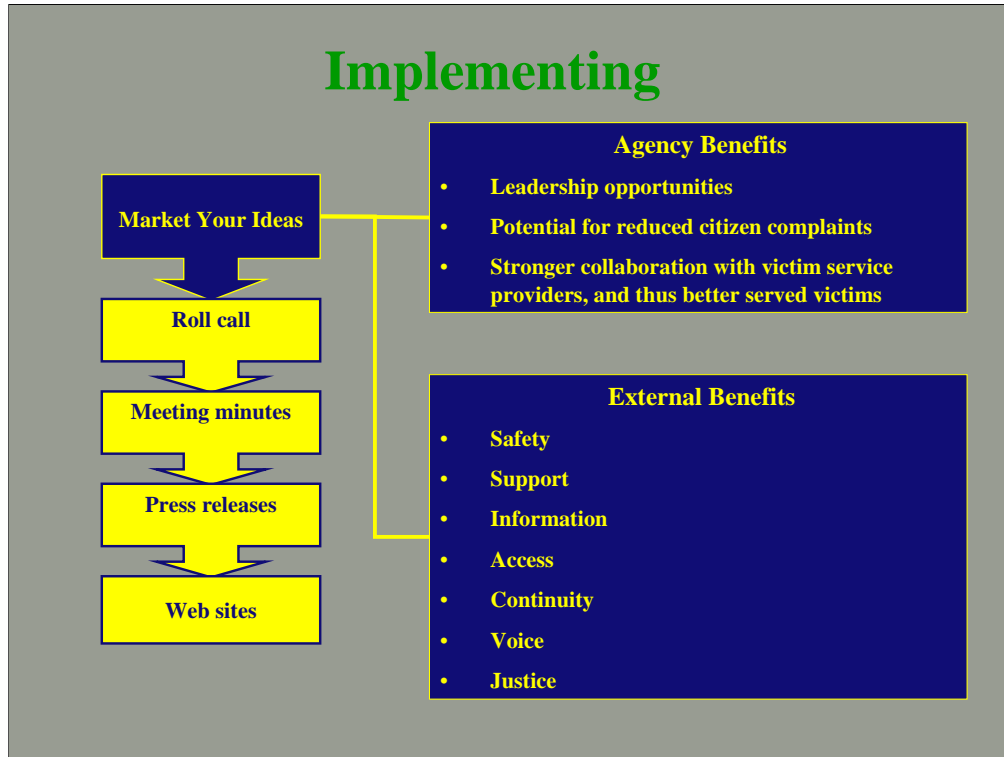 Implementing
Market Your Ideas
Roll call
Meeting minutes
Press releases
Web sites
Agency Benefits
• Leadership opportunities
• Potential for reduced citizen complaints
• Stronger collaboration with victim service
providers, and thus better served victims
External Benefits
• Safety
• Support
• Information
• Access
• Continuity
• Voice
• Justice